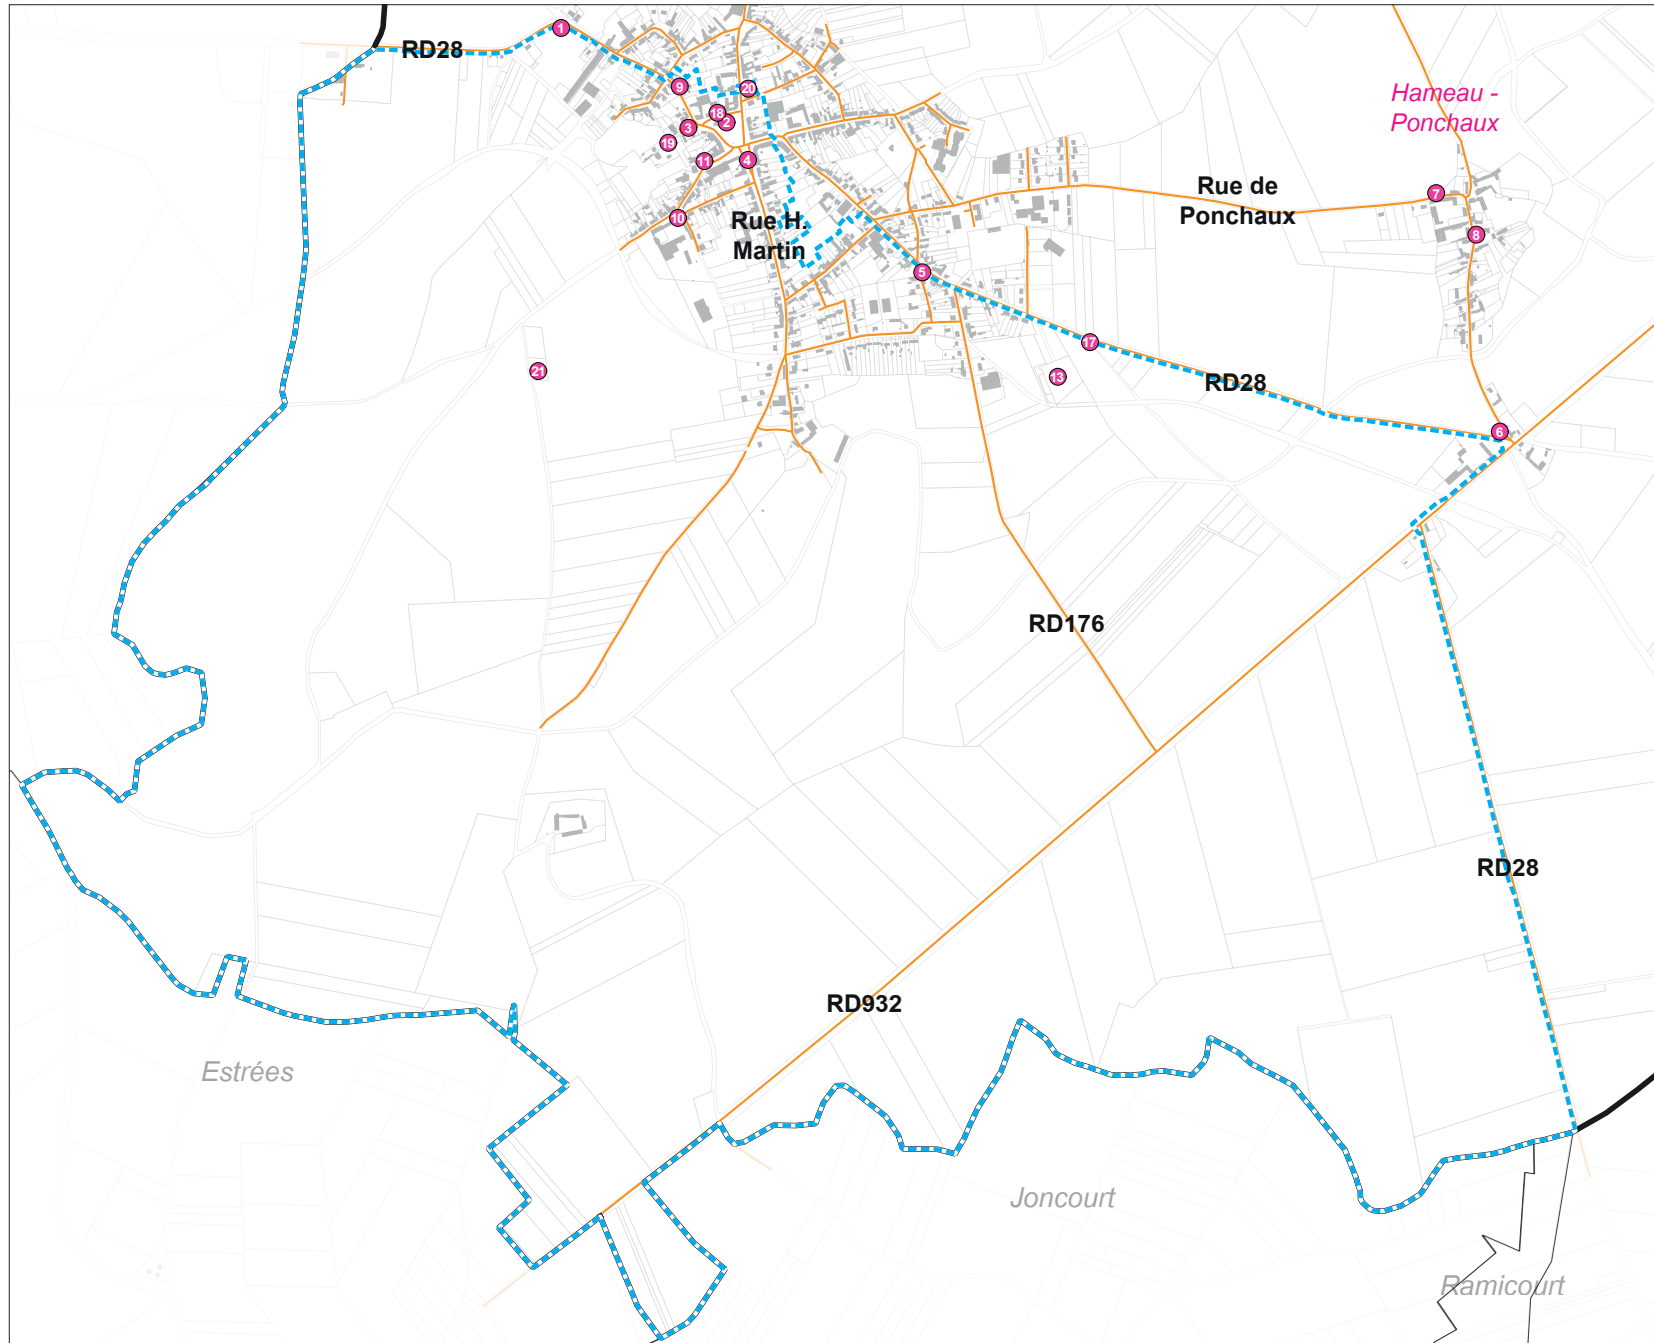 1
RD28
9
20
Hameau -
Ponchaux
18
2
3
19
11
4
Rue de
Ponchaux
7
10
Rue H.
Martin
8
5
17
21
13
RD28
6
RD176
RD28
RD932
Estrées
Joncourt
Ramicourt